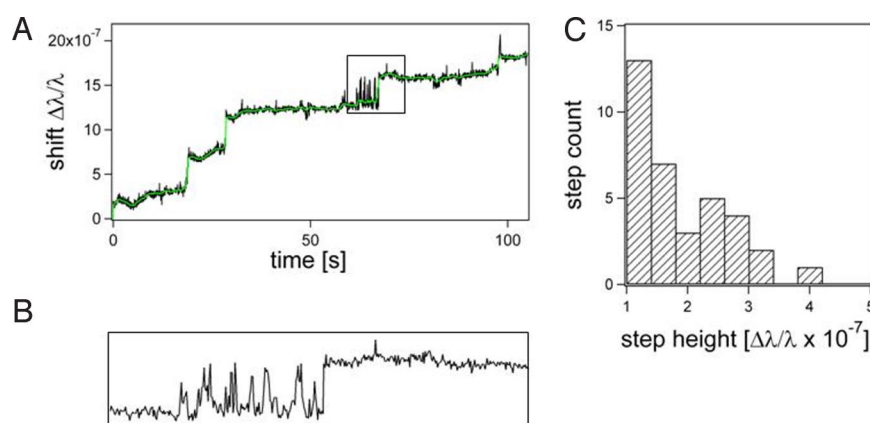 A
shift Δλ/λ
20x10⁻⁷
15
10
5
0
0
50
100
time [s]
B
C
step count
15
10
5
0
1
2
3
4
5
step height [Δλ/λ x 10⁻⁷]